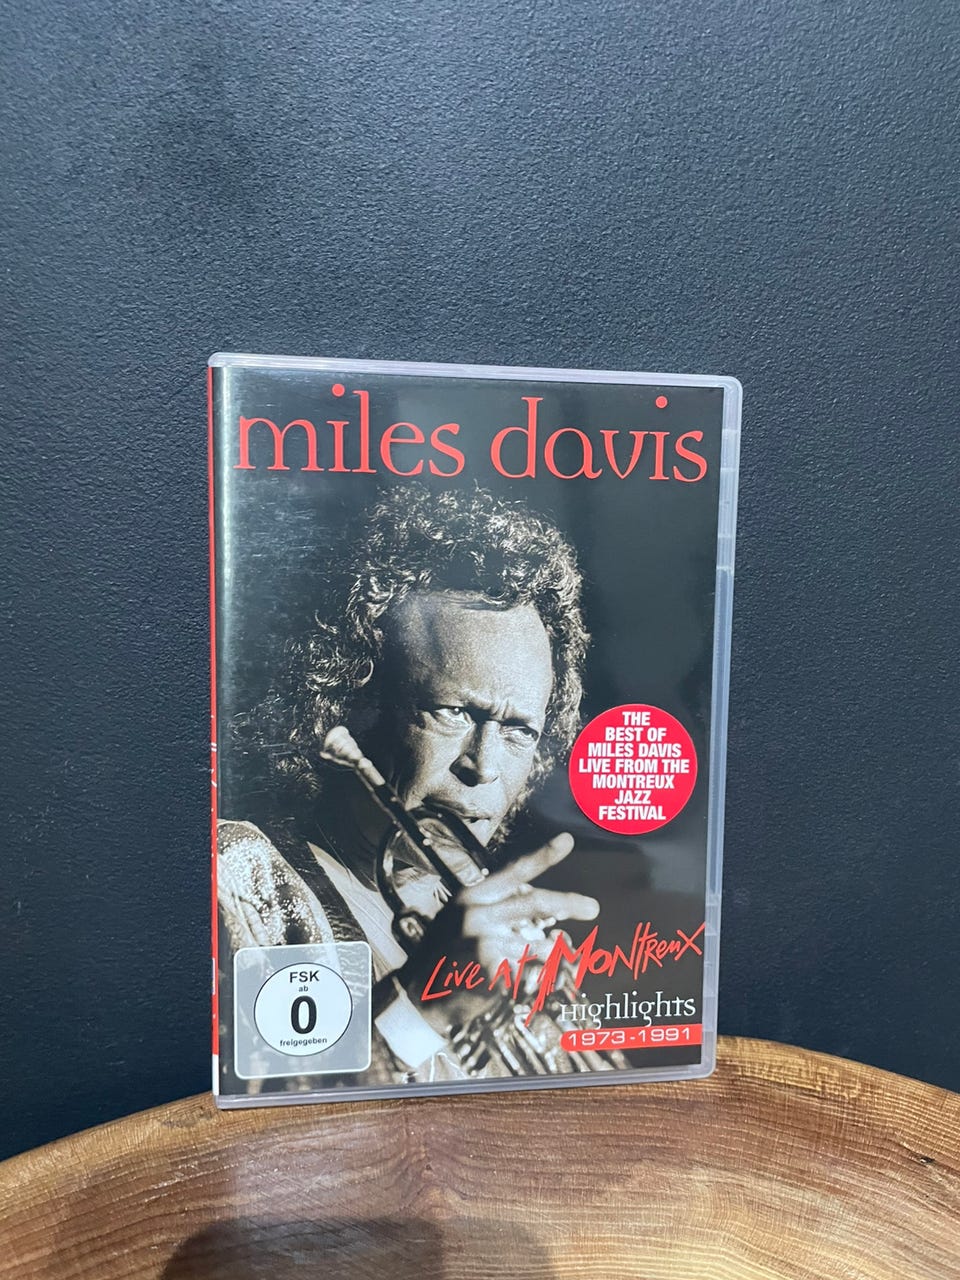 miles davis
THE
BEST OF
MILES DAVIS
LIVE FROM THE
MONTREUX
JAZZ
FESTIVAL
Live At Montreux
Highlights
1973-1991
FSK
ab
0
freigegeben